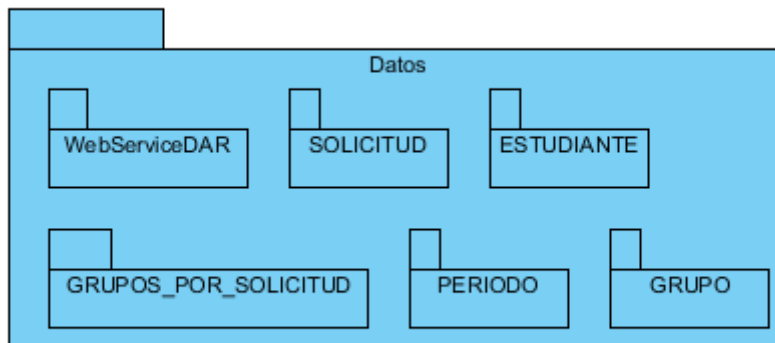 Datos
WebServiceDAR
SOLICITUD
ESTUDIANTE
GRUPOS_POR_SOLICITUD
PERIODO
GRUPO